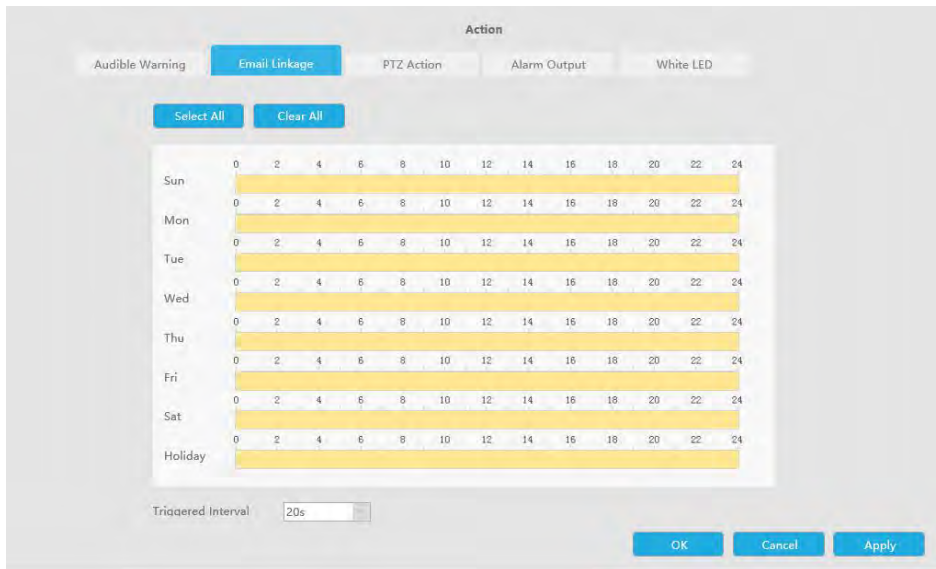 Action
Audible Warning Email Linkage PTZ Action Alarm Output White LED
Select All Clear All
0 2 4 6 8 10 12 14 16 18 20 22 24
Sun
0 2 4 6 8 10 12 14 16 18 20 22 24
Mon
0 2 4 6 8 10 12 14 16 18 20 22 24
Tue
0 2 4 6 8 10 12 14 16 18 20 22 24
Wed
0 2 4 6 8 10 12 14 16 18 20 22 24
Thu
0 2 4 6 8 10 12 14 16 18 20 22 24
Fri
0 2 4 6 8 10 12 14 16 18 20 22 24
Sat
0 2 4 6 8 10 12 14 16 18 20 22 24
Holiday
Triggered Interval 20s
OK Cancel Apply